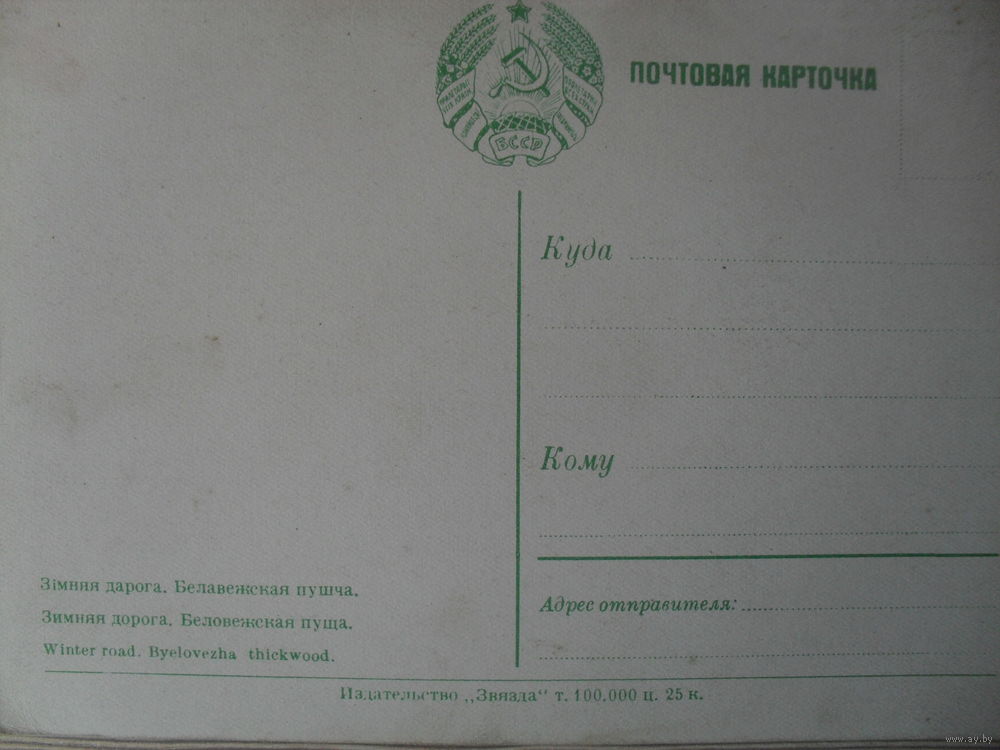 ПОЧТОВАЯ КАРТОЧКА
БССР
Куда
Кому
Адрес отправителя:
Зімняя дарога. Белавежская пушча.
Зимняя дорога. Беловежская пуща.
Winter road. Byelovezha thickwood.
Издательство „Звязда“ т. 100.000 ц. 25 к.
www.ay.by